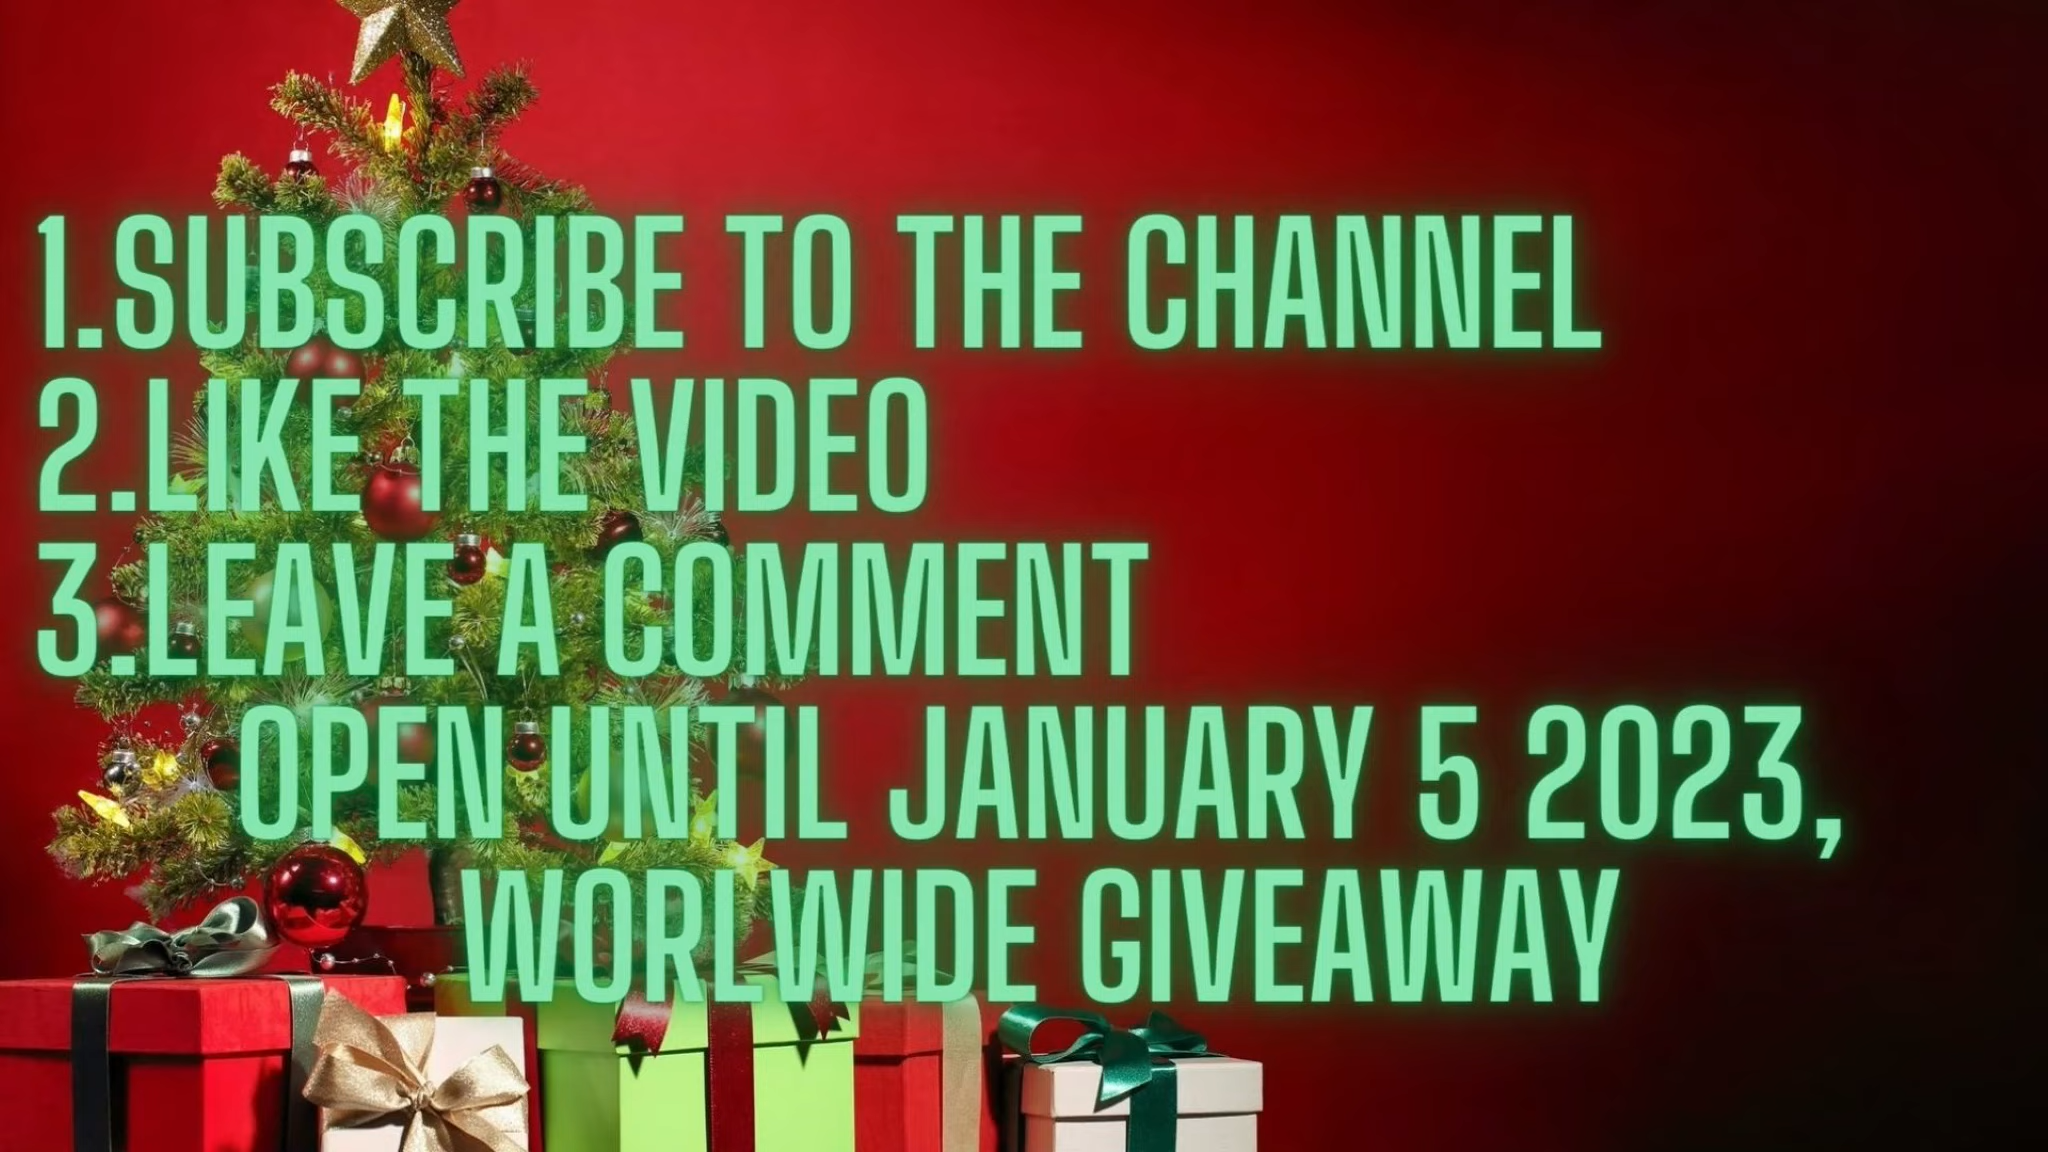 1.SUBSCRIBE TO THE CHANNEL
2.LIKE THE VIDEO
3.LEAVE A COMMENT
OPEN UNTIL JANUARY 5 2023,
WORLWIDE GIVEAWAY